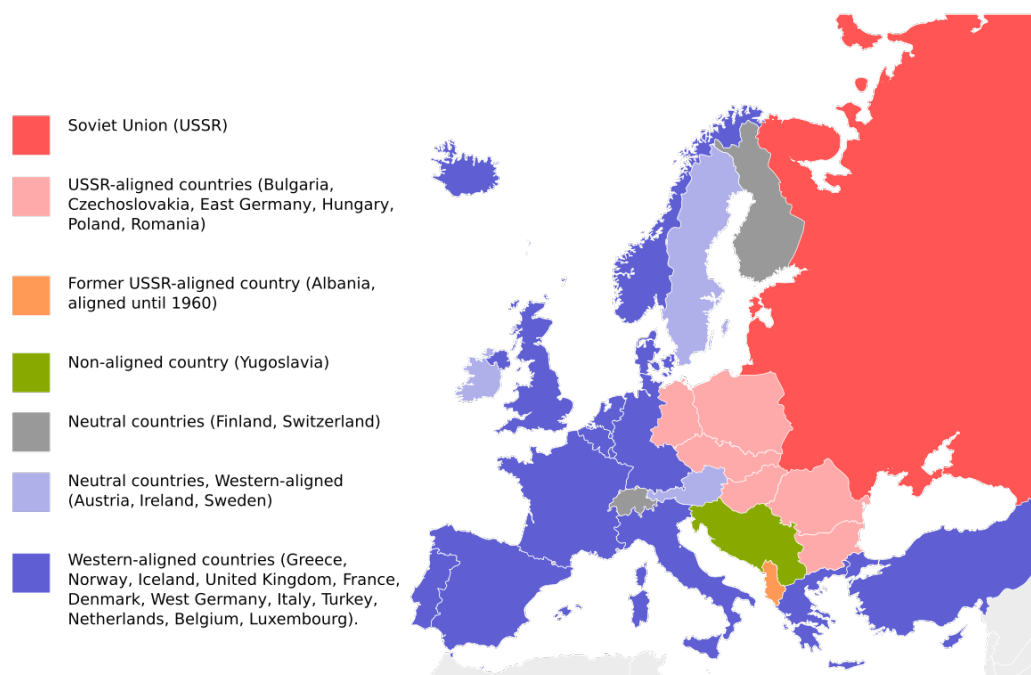 Soviet Union (USSR)
USSR-aligned countries (Bulgaria,
Czechoslovakia, East Germany, Hungary,
Poland, Romania)
Former USSR-aligned country (Albania,
aligned until 1960)
Non-aligned country (Yugoslavia)
Neutral countries (Finland, Switzerland)
Neutral countries, Western-aligned
(Austria, Ireland, Sweden)
Western-aligned countries (Greece,
Norway, Iceland, United Kingdom, France,
Denmark, West Germany, Italy, Turkey,
Netherlands, Belgium, Luxembourg).